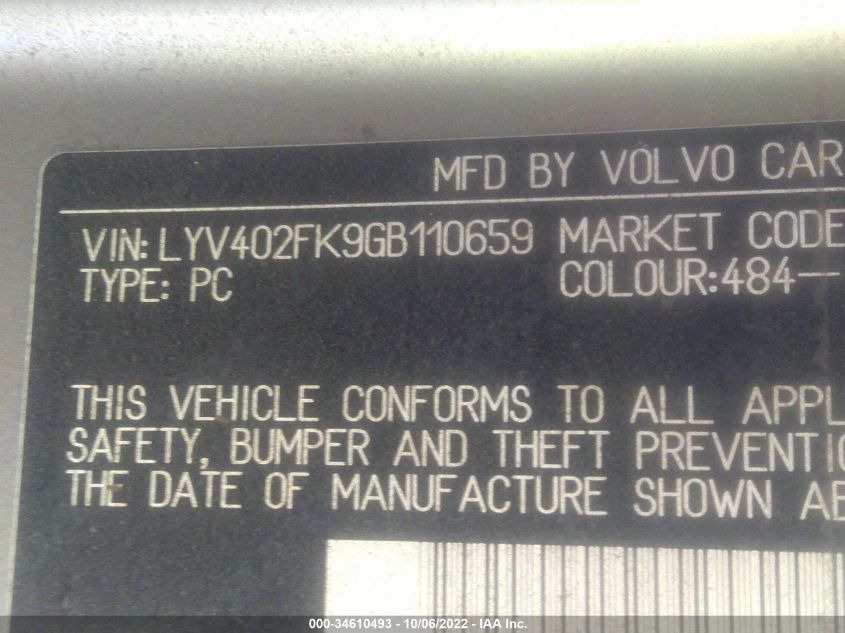 MFD BY VOLVO CAR
VIN: LYV402FK9GB110659 MARKET CODE
TYPE: PC COLOUR:484—
THIS VEHICLE CONFORMS TO ALL APPL
SAFETY, BUMPER AND THEFT PREVENTIO
THE DATE OF MANUFACTURE SHOWN AB
000-34610493 - 10/06/2022 - IAA Inc.